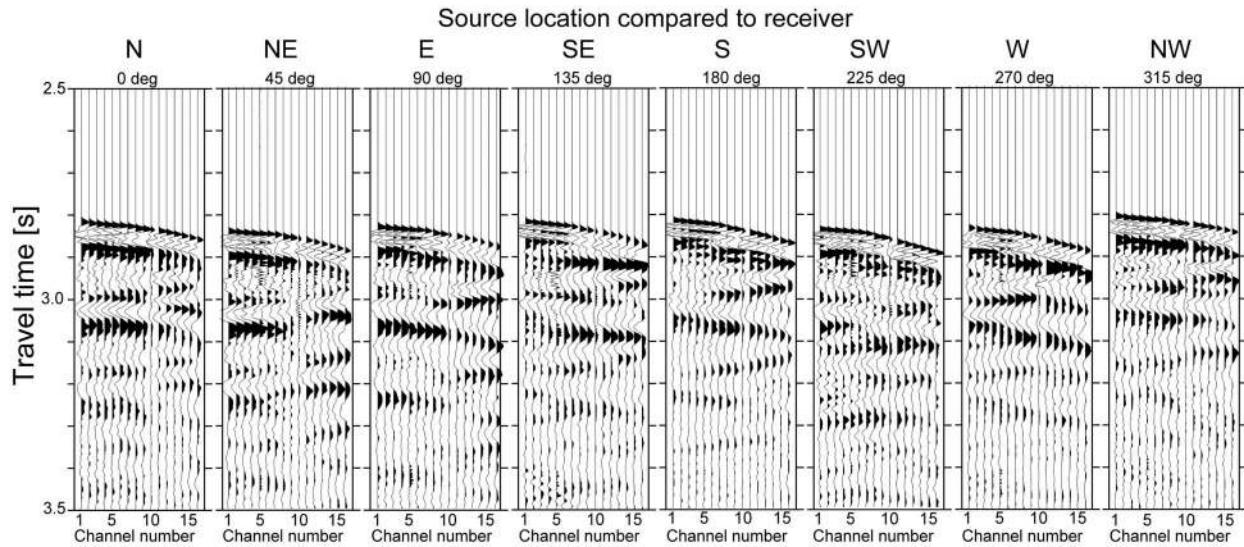 Source location compared to receiver
N NE E SE S SW W NW
0 deg 45 deg 90 deg 135 deg 180 deg 225 deg 270 deg 315 deg
2.5
Travel time [s]
3.0
3.5
1 5 10 15 1 5 10 15 1 5 10 15 1 5 10 15 1 5 10 15 1 5 10 15 1 5 10 15 1 5 10 15
Channel number Channel number Channel number Channel number Channel number Channel number Channel number Channel number